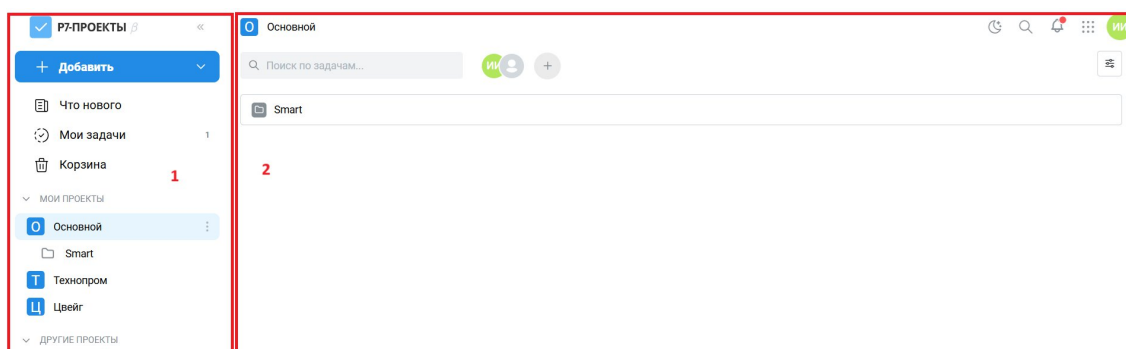 Р7-ПРОЕКТЫ β
Добавить
Что нового
Мои задачи 1
Корзина
1
МОИ ПРОЕКТЫ
О Основной
Smart
Т Технопром
Ц Цвейг
ДРУГИЕ ПРОЕКТЫ
О Основной
ИИ
Поиск по задачам...
ИИ
Smart
2